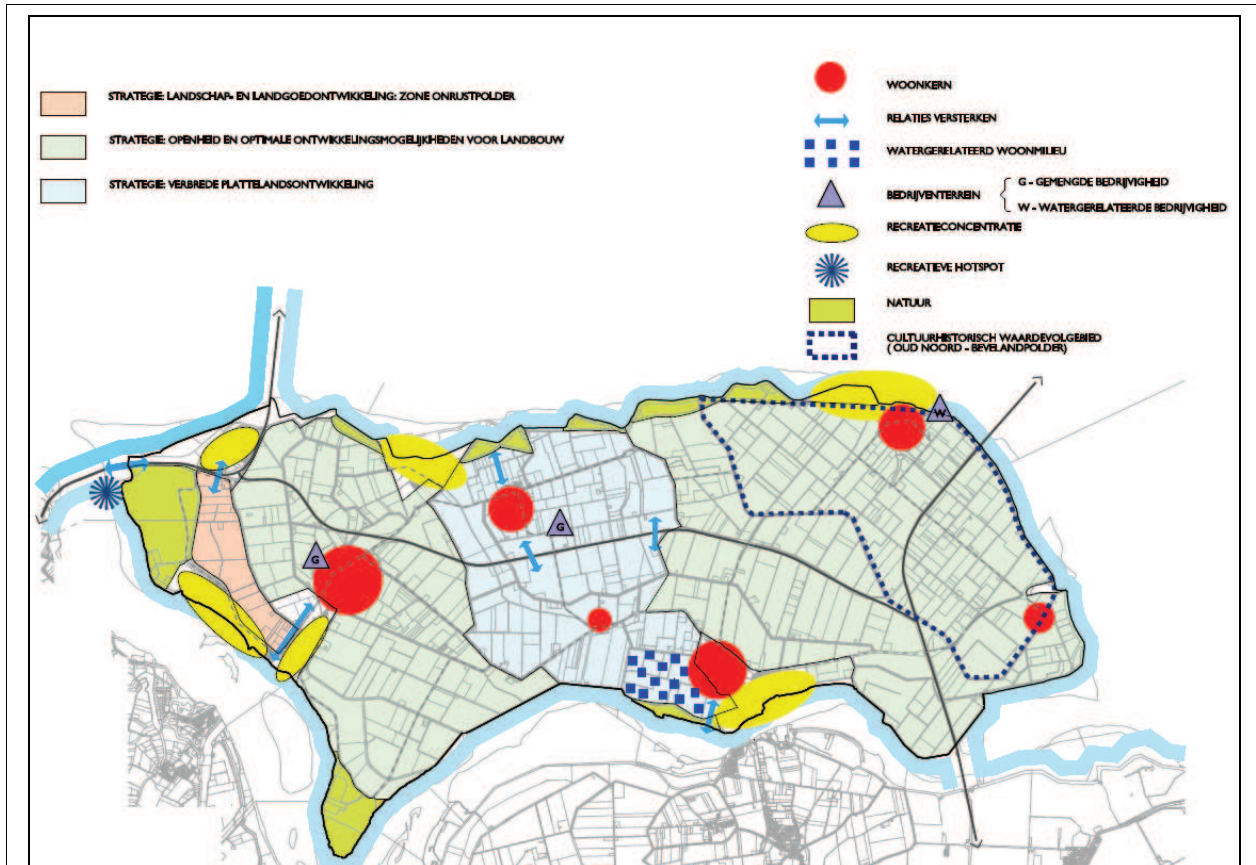 STRATEGIE: LANDSCHAP- EN LANDGOEDONTWIKKELING: ZONE ONRUSTPOLDER
STRATEGIE: OPENHEID EN OPTIMALE ONTWIKKELINGSMOGELIJKHEDEN VOOR LANDBOUW
STRATEGIE: VERBREDE PLATTELANDSONTWIKKELING
WOONKERN
RELATIES VERSTERKEN
WATERGERELATEERD WOONMILIEU
BEDRIJVENTERREIN
G - GEMENGDE BEDRIJVIGHEID
W - WATERGERELATEERDE BEDRIJVIGHEID
RECREATIECONCENTRATIE
RECREATIEVE HOTSPOT
NATUUR
CULTUURHISTORISCH WAARDEVOLGEBIED
( OUD NOORD - BEVELANDPOLDER)
W
G
G